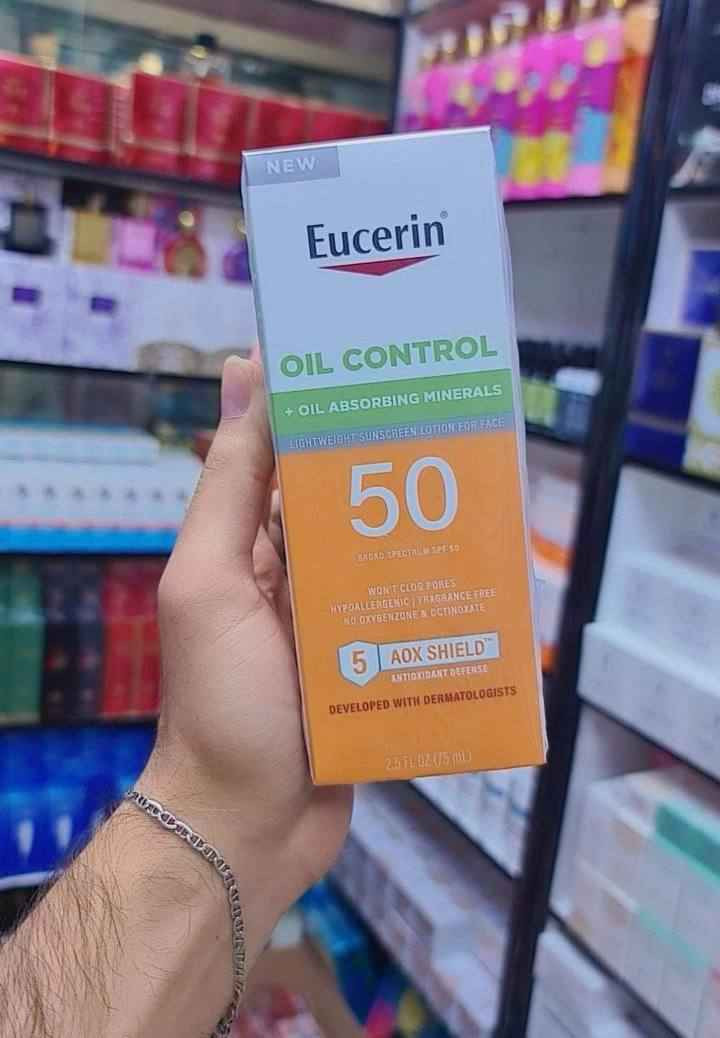 NEW
Eucerin®
OIL CONTROL
+ OIL ABSORBING MINERALS
LIGHTWEIGHT SUNSCREEN LOTION FOR FACE
50
BROAD SPECTRUM SPF 50
WON'T CLOG PORES
HYPOALLERGENIC | FRAGRANCE FREE
NO OXYBENZONE & OCTINOXATE
5 AOX SHIELD™
ANTIOXIDANT DEFENSE
DEVELOPED WITH DERMATOLOGISTS
2.5 FL OZ (75 mL)